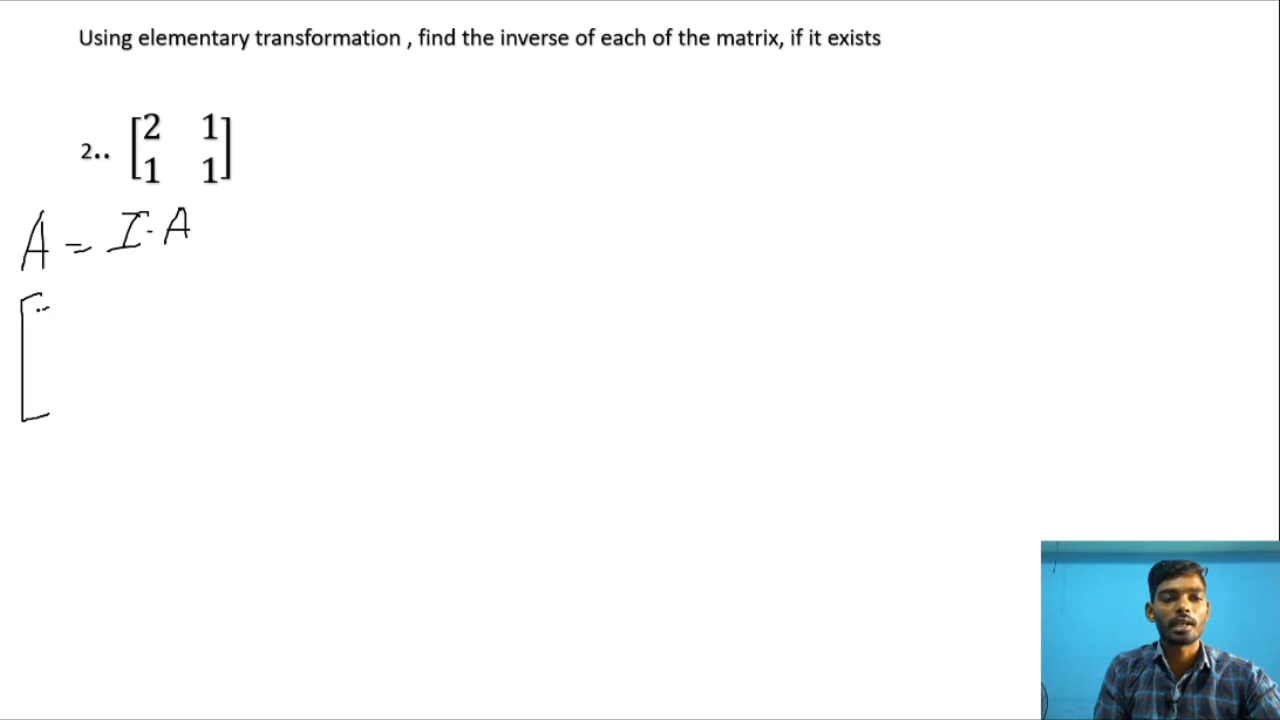 Using elementary transformation , find the inverse of each of the matrix, if it exists
2.. [2 1
1 1]
A = I·A
[